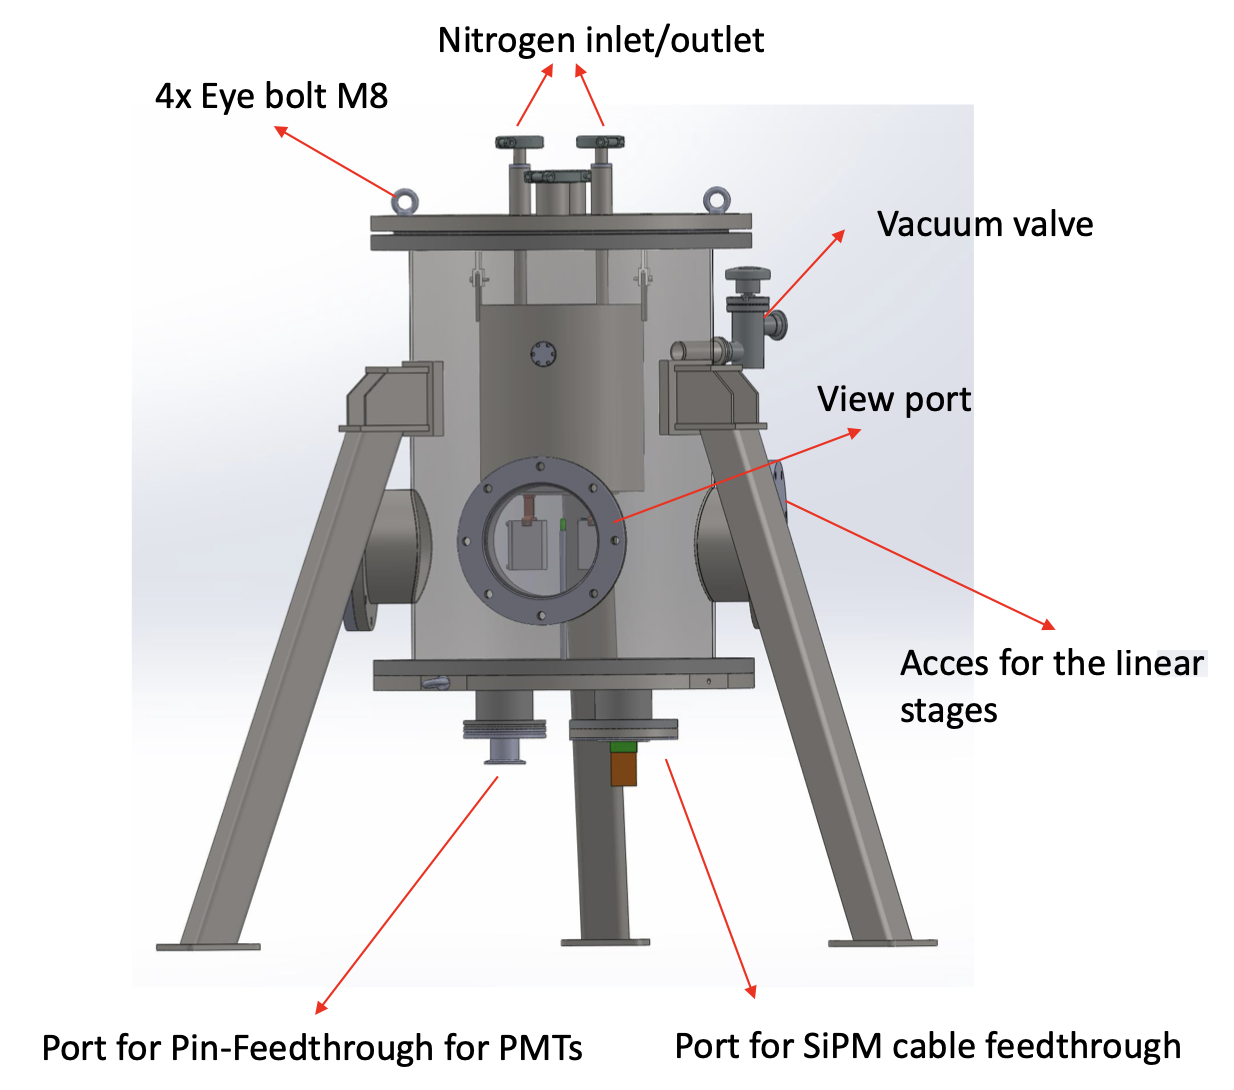 Nitrogen inlet/outlet
4x Eye bolt M8
Vacuum valve
View port
Acces for the linear
stages
Port for Pin-Feedthrough for PMTs
Port for SiPM cable feedthrough